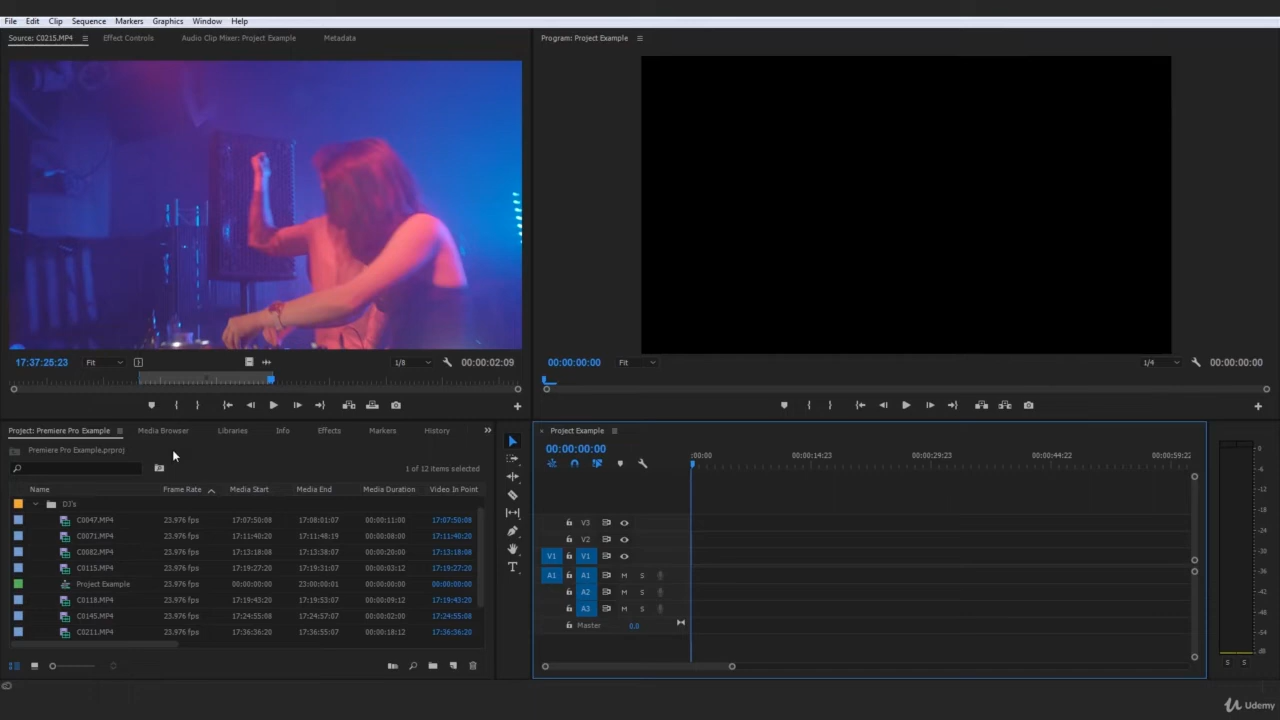 File Edit Clip Sequence Markers Graphics Window Help
Source: C0215.MP4 Effect Controls Audio Clip Mixer: Project Example Metadata
Program: Project Example
17:37:25:23 Fit 1/8 00:00:02:09
00:00:00:00 Fit 1/4 00:00:00:00
Project: Premiere Pro Example Media Browser Libraries Info Effects Markers History
Premiere Pro Example.prproj
1 of 12 items selected
Name Frame Rate Media Start Media End Media Duration Video In Point
DJ's
C0047.MP4 23.976 fps 17:07:50:08 17:08:01:07 00:00:11:00 17:07:50:08
C0071.MP4 23.976 fps 17:11:40:20 17:11:48:19 00:00:08:00 17:11:40:20
C0082.MP4 23.976 fps 17:13:18:08 17:13:38:07 00:00:20:00 17:13:18:08
C0115.MP4 23.976 fps 17:19:27:20 17:19:31:07 00:00:03:12 17:19:27:20
Project Example 23.976 fps 00:00:00:00 23:00:00:01 00:00:00:00 00:00:00:00
C0118.MP4 23.976 fps 17:19:43:20 17:19:53:07 00:00:09:12 17:19:43:20
C0145.MP4 23.976 fps 17:24:55:08 17:24:57:07 00:00:02:00 17:24:55:08
C0211.MP4 23.976 fps 17:36:36:20 17:36:55:07 00:00:18:12 17:36:36:20
Project Example
00:00:00:00
:00:00 00:00:14:23 00:00:29:23 00:00:44:22 00:00:59:22
V3
V2
V1 V1
A1 A1 M S
A2 M S
A3 M S
Master 0.0
0
-6
-12
-18
-24
-30
-36
-42
-48
-54
dB
S S
Udemy